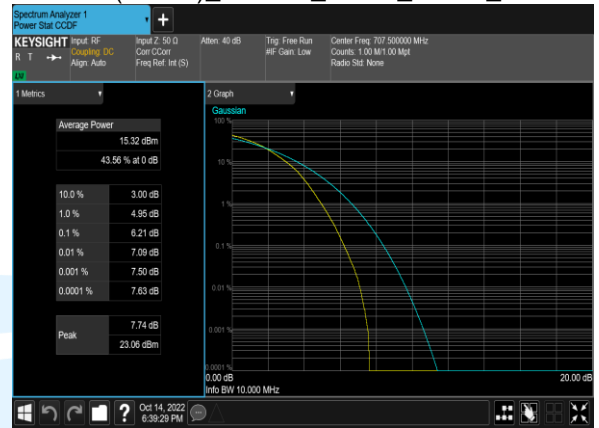 Spectrum Analyzer 1
Power Stat CCDF
+
KEYSIGHT
R T
Input: RF
Coupling: DC
Align: Auto
Input Z: 50 Ω
Corr CCorr
Freq Ref: Int (S)
Atten: 40 dB
Trig: Free Run
#IF Gain: Low
Center Freq: 707.500000 MHz
Counts: 1.00 M/1.00 Mpt
Radio Std: None
1 Metrics
Average Power
15.32 dBm
43.56 % at 0 dB
10.0 % 3.00 dB
1.0 % 4.95 dB
0.1 % 6.21 dB
0.01 % 7.09 dB
0.001 % 7.50 dB
0.0001 % 7.63 dB
Peak
7.74 dB
23.06 dBm
2 Graph
Gaussian
100 %
10 %
1 %
0.1 %
0.01 %
0.001 %
0.0001 %
0.00 dB
20.00 dB
Info BW 10.000 MHz
?
Oct 14, 2022
6:39:29 PM